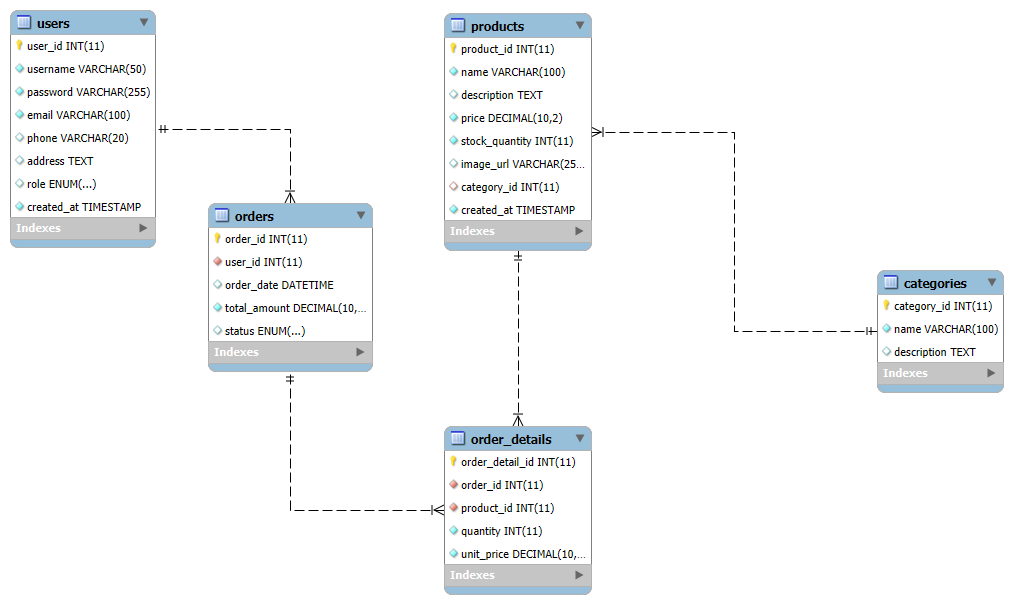 users
user_id INT(11)
username VARCHAR(50)
password VARCHAR(255)
email VARCHAR(100)
phone VARCHAR(20)
address TEXT
role ENUM(...)
created_at TIMESTAMP
Indexes
orders
order_id INT(11)
user_id INT(11)
order_date DATETIME
total_amount DECIMAL(10,...
status ENUM(...)
Indexes
products
product_id INT(11)
name VARCHAR(100)
description TEXT
price DECIMAL(10,2)
stock_quantity INT(11)
image_url VARCHAR(25...
category_id INT(11)
created_at TIMESTAMP
Indexes
order_details
order_detail_id INT(11)
order_id INT(11)
product_id INT(11)
quantity INT(11)
unit_price DECIMAL(10,...
Indexes
categories
category_id INT(11)
name VARCHAR(100)
description TEXT
Indexes